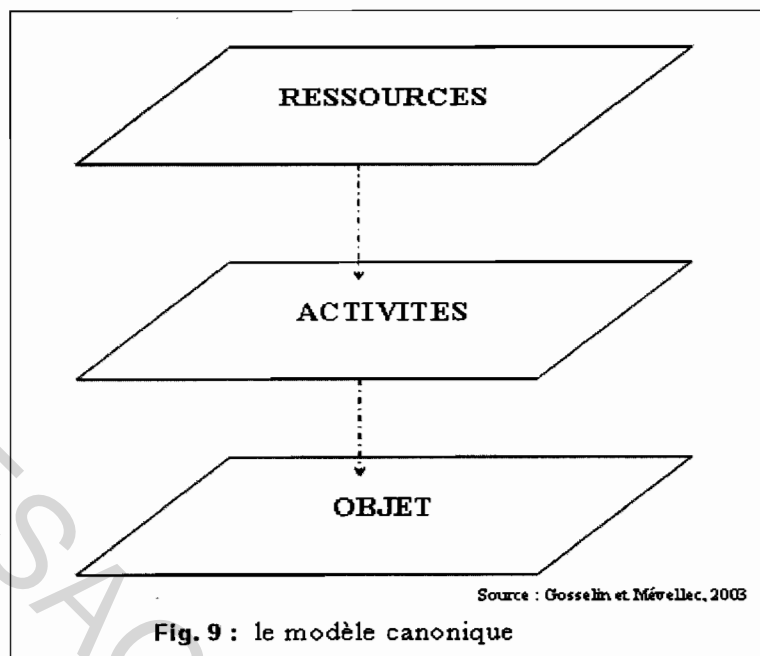 RESSOURCES
ACTIVITES
OBJET
Source : Gosselin et Mévellec, 2003
Fig. 9 : le modèle canonique